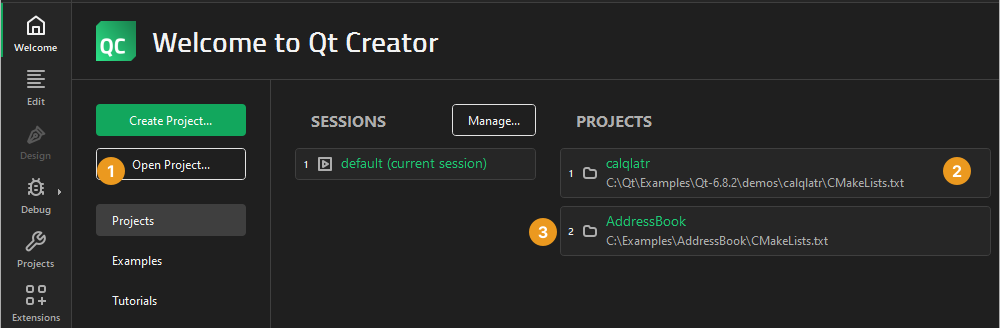 Welcome
Edit
Design
Debug
Projects
Extensions
QC
Welcome to Qt Creator
Create Project...
1
Open Project...
Projects
Examples
Tutorials
SESSIONS
Manage...
1
default (current session)
PROJECTS
1
calqlatr
C:\Qt\Examples\Qt-6.8.2\demos\calqlatr\CMakeLists.txt
2
3
2
AddressBook
C:\Examples\AddressBook\CMakeLists.txt